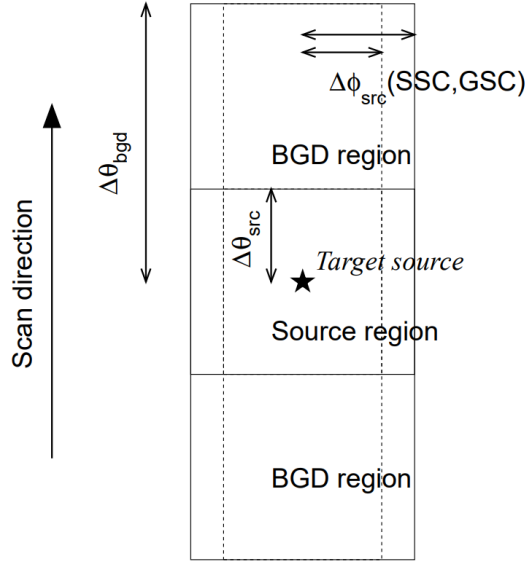 Δϕsrc(SSC,GSC)
BGD region
Δθbgd
Δθsrc
Target source
Scan direction
Source region
BGD region